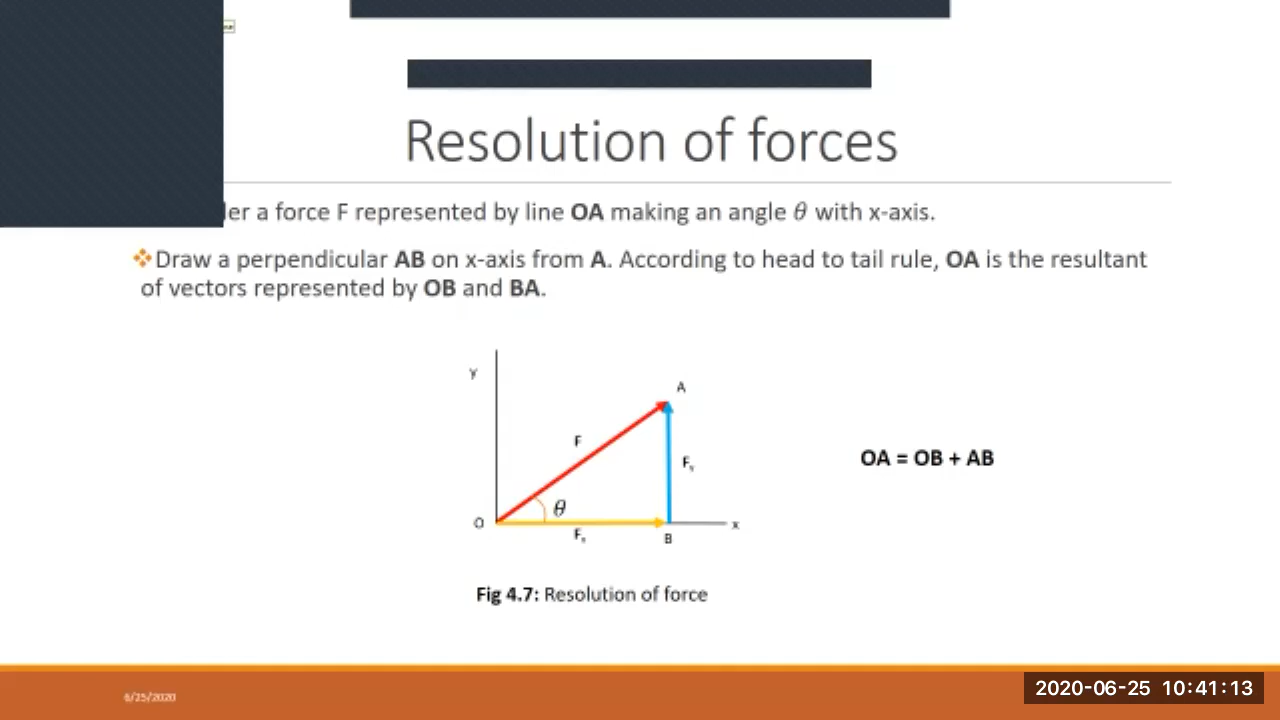 Resolution of forces
a force F represented by line OA making an angle θ with x-axis.
❖Draw a perpendicular AB on x-axis from A. According to head to tail rule, OA is the resultant
of vectors represented by OB and BA.
y
A
F
Fy
OA = OB + AB
θ
O
x
Fx
B
Fig 4.7: Resolution of force
6/25/2020
2020-06-25 10:41:13